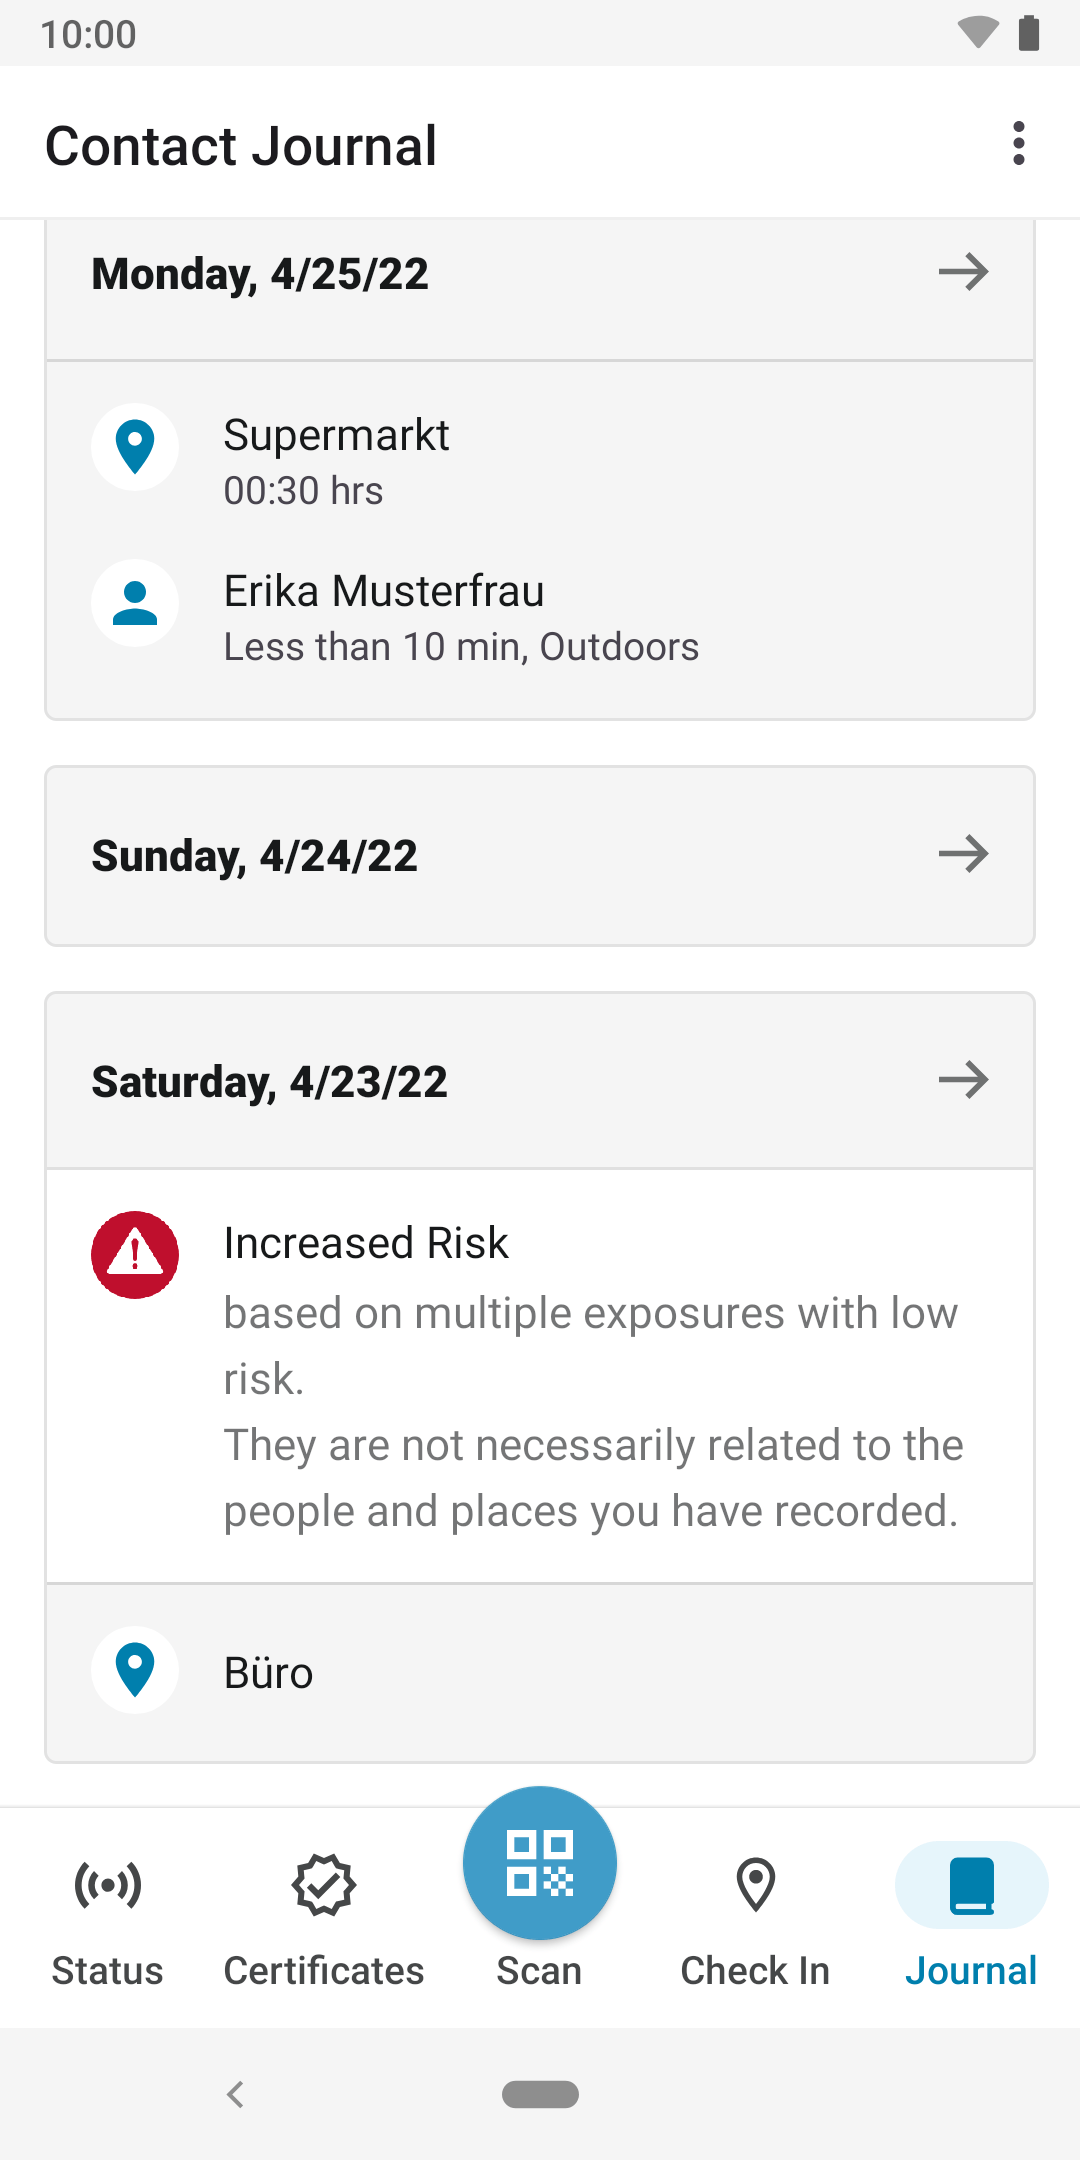 10:00
Contact Journal
Monday, 4/25/22
Supermarkt
00:30 hrs
Erika Musterfrau
Less than 10 min, Outdoors
Sunday, 4/24/22
Saturday, 4/23/22
Increased Risk
based on multiple exposures with low
risk.
They are not necessarily related to the
people and places you have recorded.
Büro
Status
Certificates
Scan
Check In
Journal